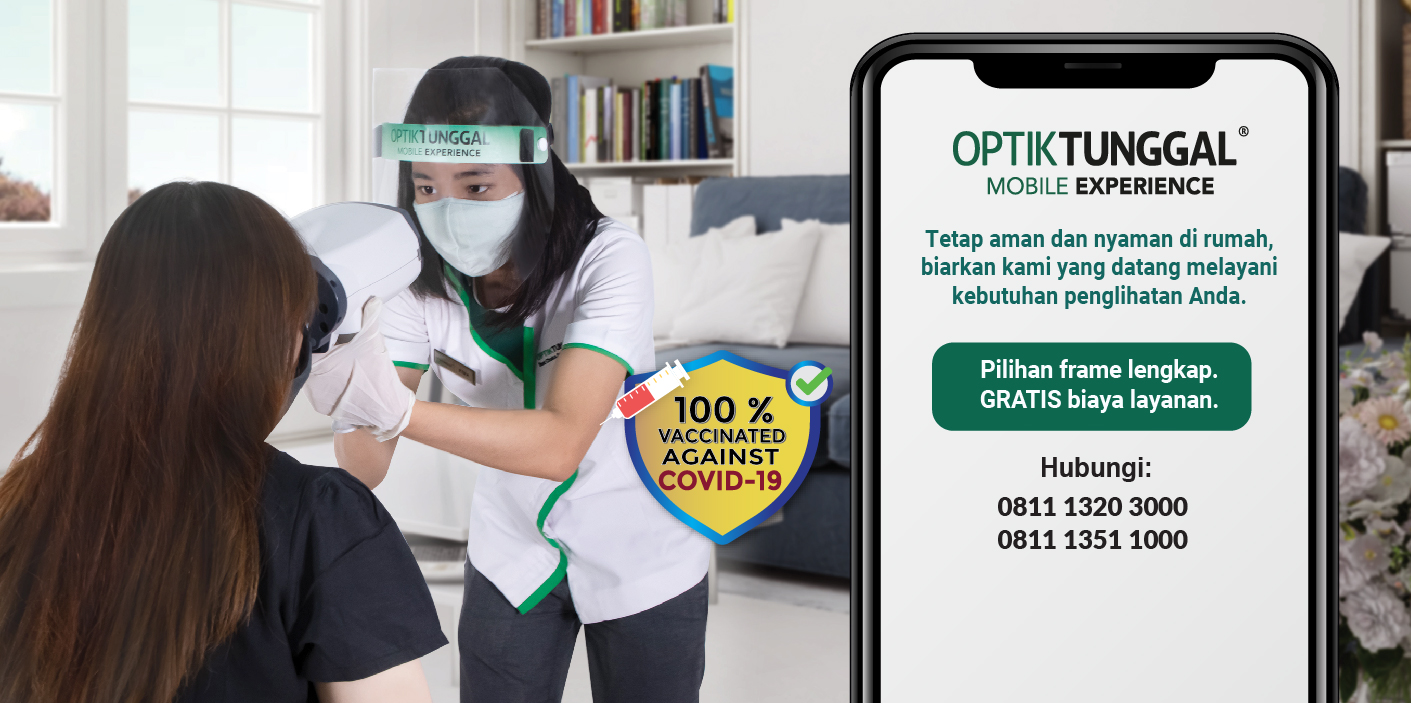 OPTIKTUNGGAL
MOBILE EXPERIENCE
TUNGGAL
100 %
VACCINATED
AGAINST
COVID-19
OPTIKTUNGGAL®
MOBILE EXPERIENCE
Tetap aman dan nyaman di rumah,
biarkan kami yang datang melayani
kebutuhan penglihatan Anda.
Pilihan frame lengkap.
GRATIS biaya layanan.
Hubungi:
0811 1320 3000
0811 1351 1000